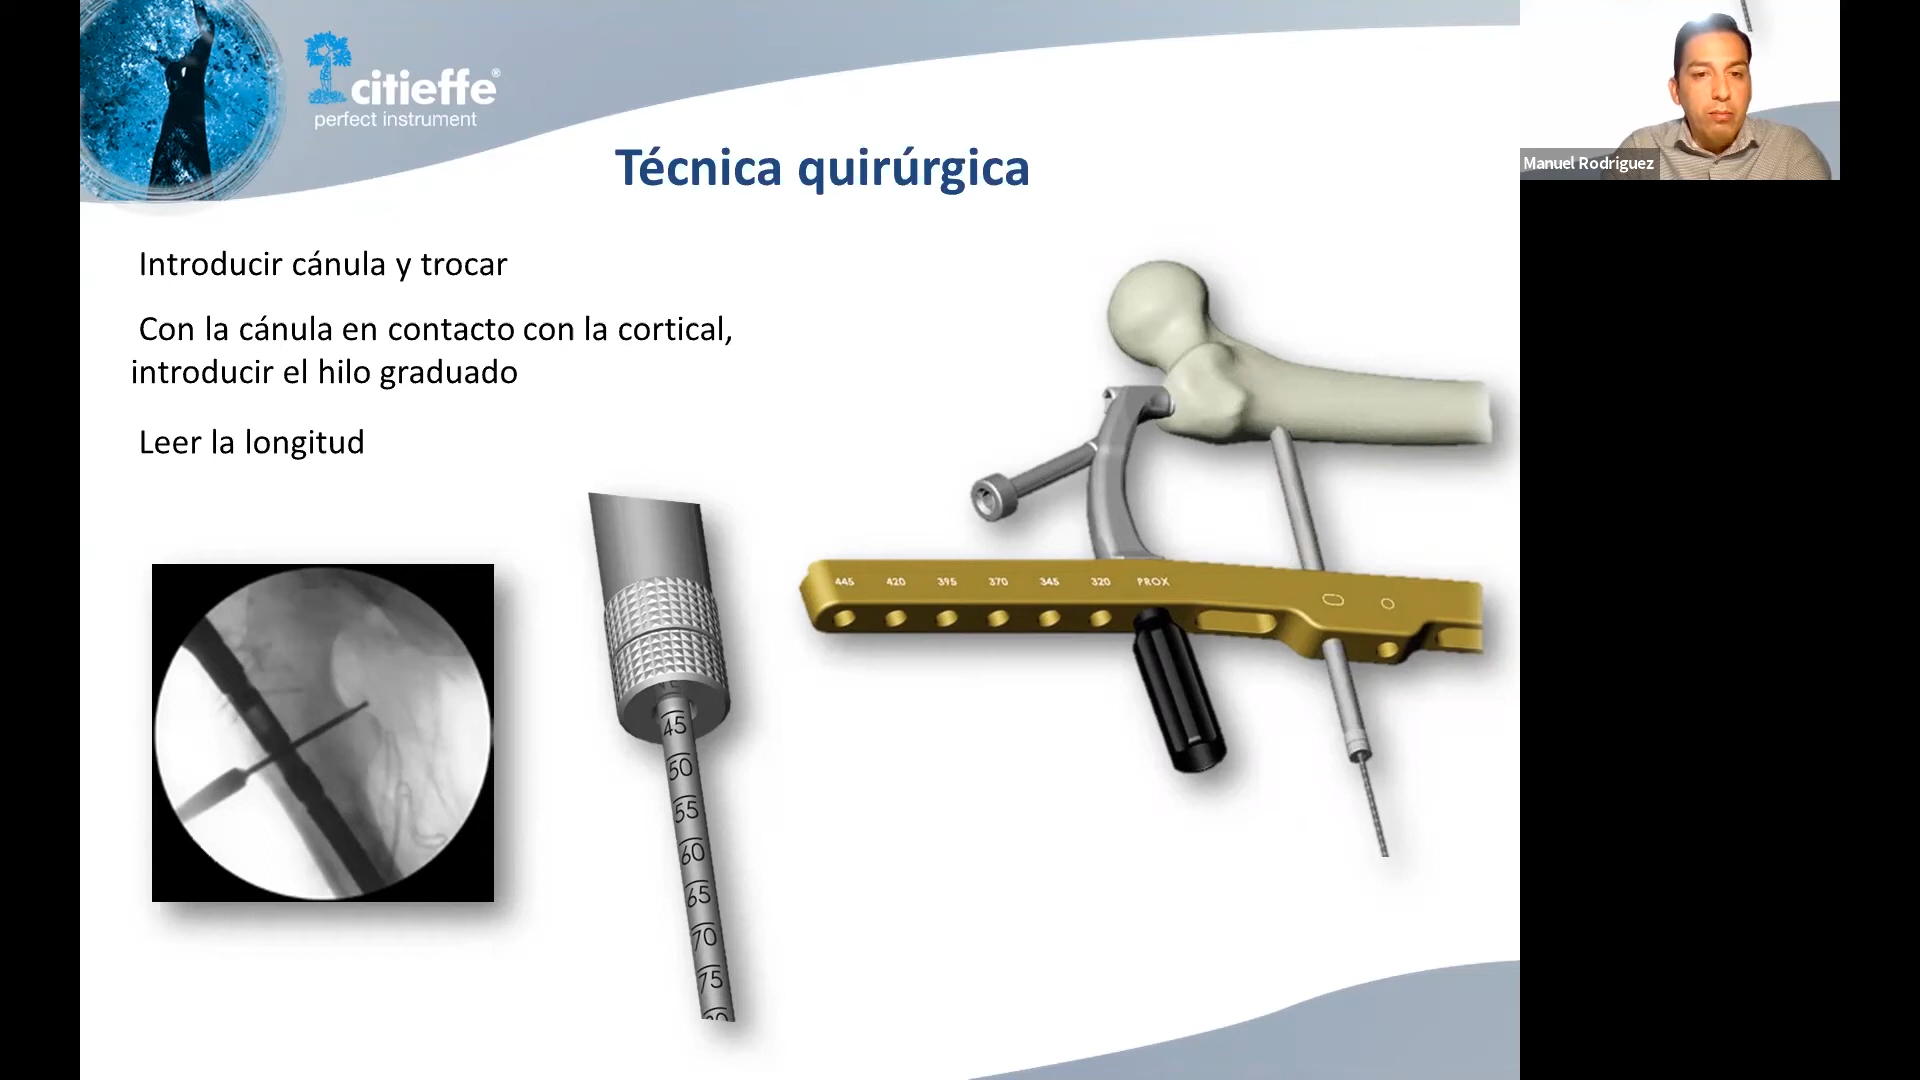 citieffe®
perfect instrument
Técnica quirúrgica
Manuel Rodriguez
Introducir cánula y trocar
Con la cánula en contacto con la cortical,
introducir el hilo graduado
Leer la longitud
445 420 395 370 345 320 PROX
45
50
55
60
65
70
75